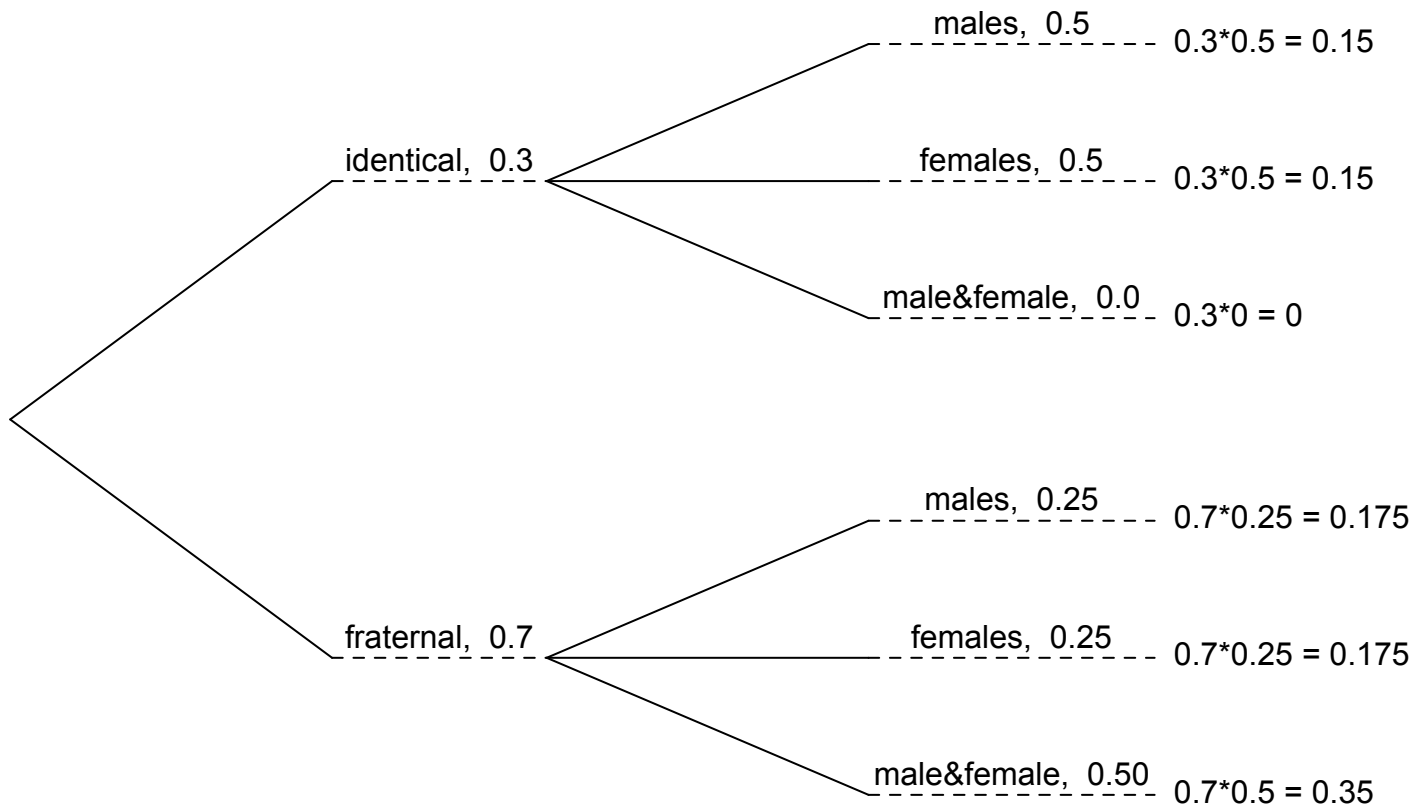 males, 0.5
0.3*0.5 = 0.15
identical, 0.3
females, 0.5
0.3*0.5 = 0.15
male&female, 0.0
0.3*0 = 0
males, 0.25
0.7*0.25 = 0.175
fraternal, 0.7
females, 0.25
0.7*0.25 = 0.175
male&female, 0.50
0.7*0.5 = 0.35